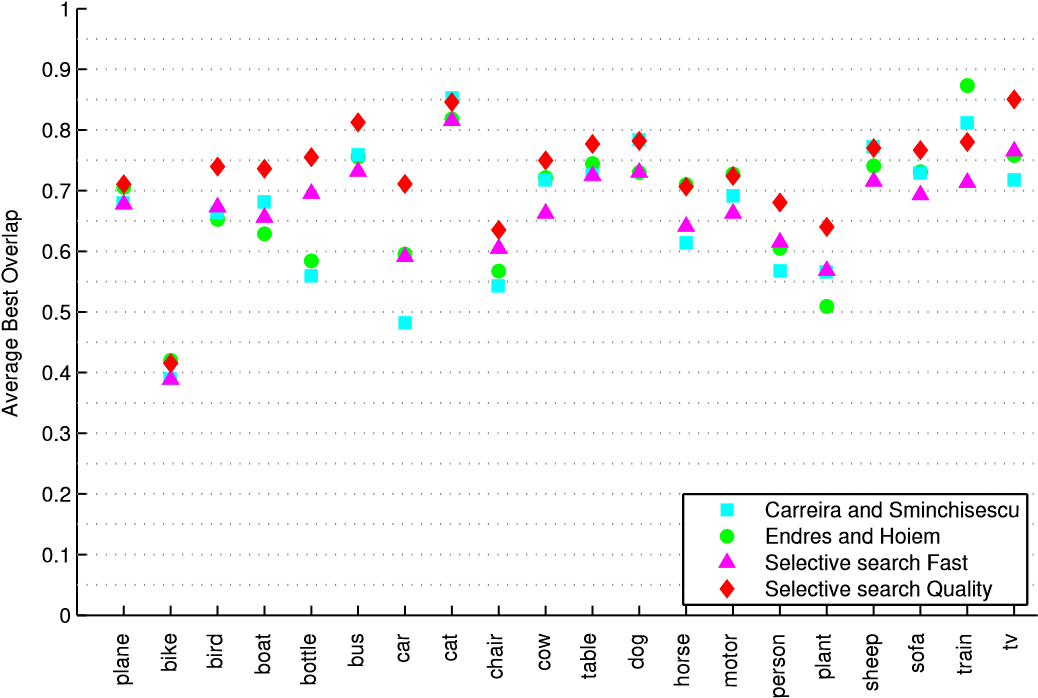 1
0.9
0.8
0.7
0.6
0.5
0.4
0.3
0.2
0.1
0
Average Best Overlap
plane
bike
bird
boat
bottle
bus
car
cat
chair
cow
table
dog
horse
motor
person
plant
sheep
sofa
train
tv
Carreira and Sminchisescu
Endres and Hoiem
Selective search Fast
Selective search Quality